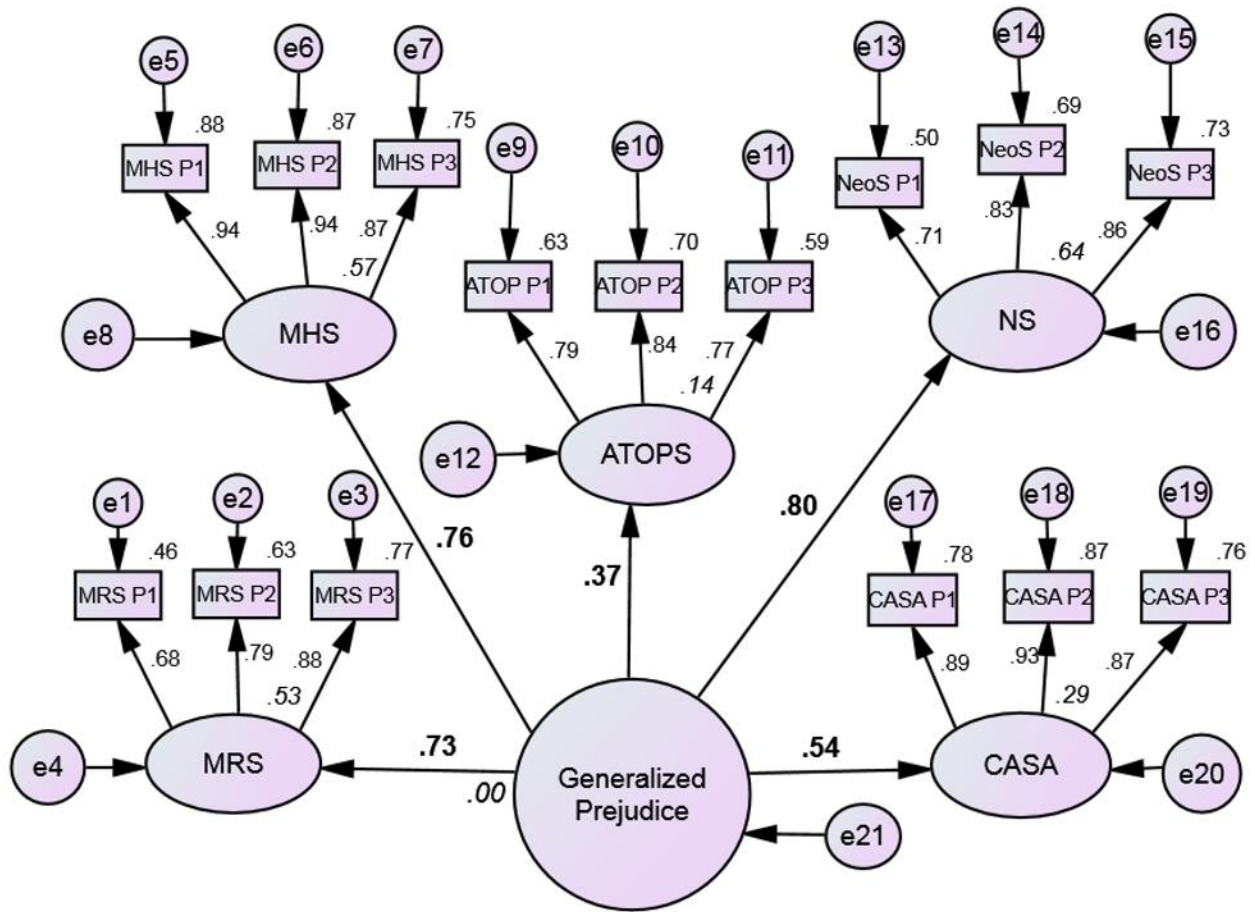 e5
e6
e7
e13
e14
e15
.88
.87
.75
MHS P1
MHS P2
MHS P3
e9
e10
e11
.50
.69
.73
NeoS P1
NeoS P2
NeoS P3
.94
.94
.87
.57
.63
.70
.59
ATOP P1
ATOP P2
ATOP P3
.71
.83
.86
.64
e8
MHS
.79
.84
.77
.14
NS
e16
e12
ATOPS
e1
e2
e3
.76
.37
.80
e17
e18
e19
.46
.63
.77
MRS P1
MRS P2
MRS P3
.78
.87
.76
CASA P1
CASA P2
CASA P3
.68
.79
.88
.53
.89
.93
.87
.29
e4
MRS
.73
.00
Generalized
Prejudice
.54
CASA
e20
e21